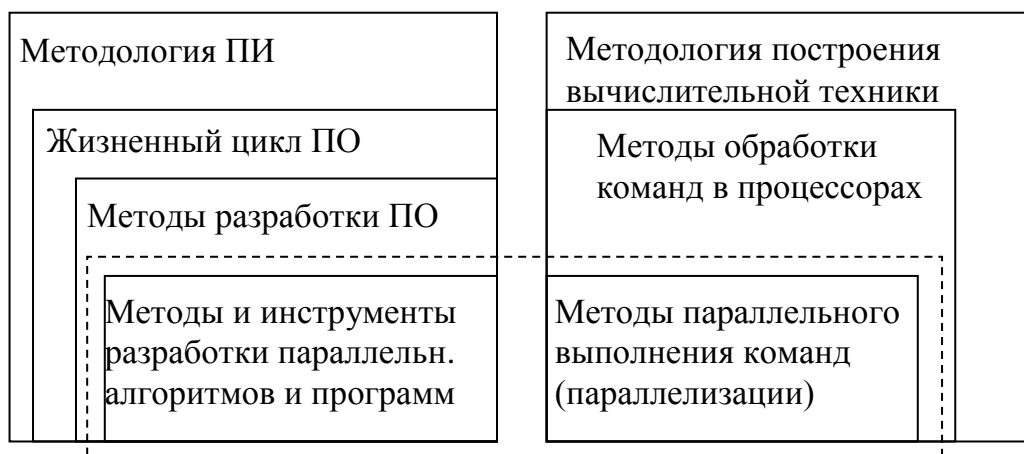 Методология ПИ
Жизненный цикл ПО
Методы разработки ПО
Методы и инструменты
разработки параллельн.
алгоритмов и программ
Методология построения
вычислительной техники
Методы обработки
команд в процессорах
Методы параллельного
выполнения команд
(параллелизации)